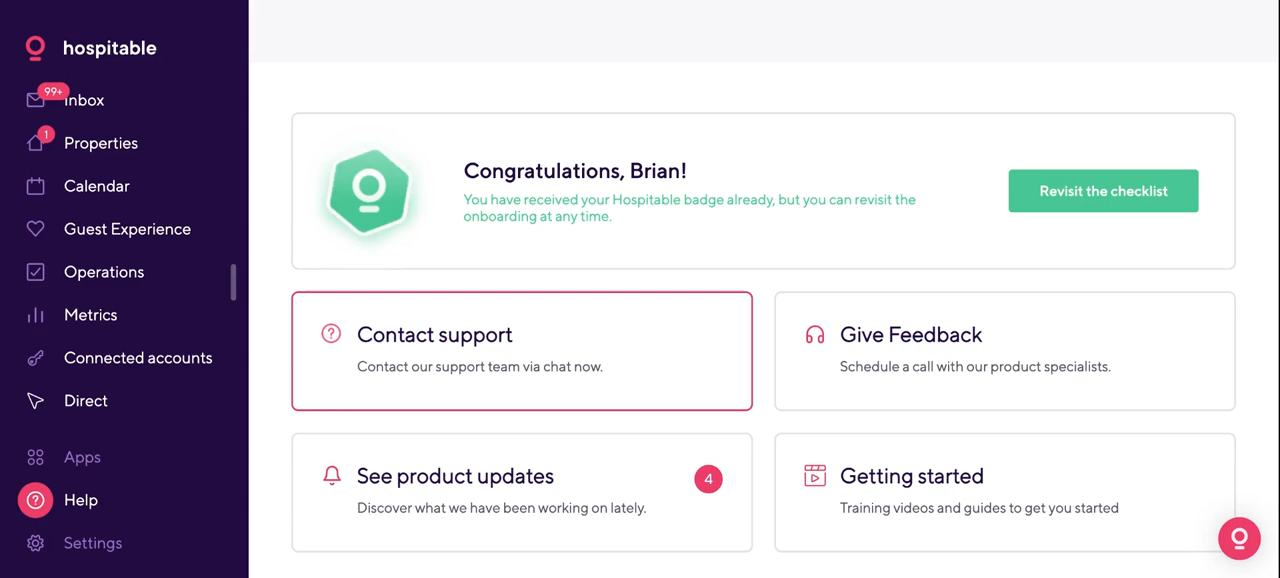 hospitable
99+
Inbox
1
Properties
Calendar
Guest Experience
Operations
Metrics
Connected accounts
Direct
Apps
Help
Settings
Congratulations, Brian!
You have received your Hospitable badge already, but you can revisit the
onboarding at any time.
Revisit the checklist
Contact support
Contact our support team via chat now.
Give Feedback
Schedule a call with our product specialists.
See product updates
4
Discover what we have been working on lately.
Getting started
Training videos and guides to get you started